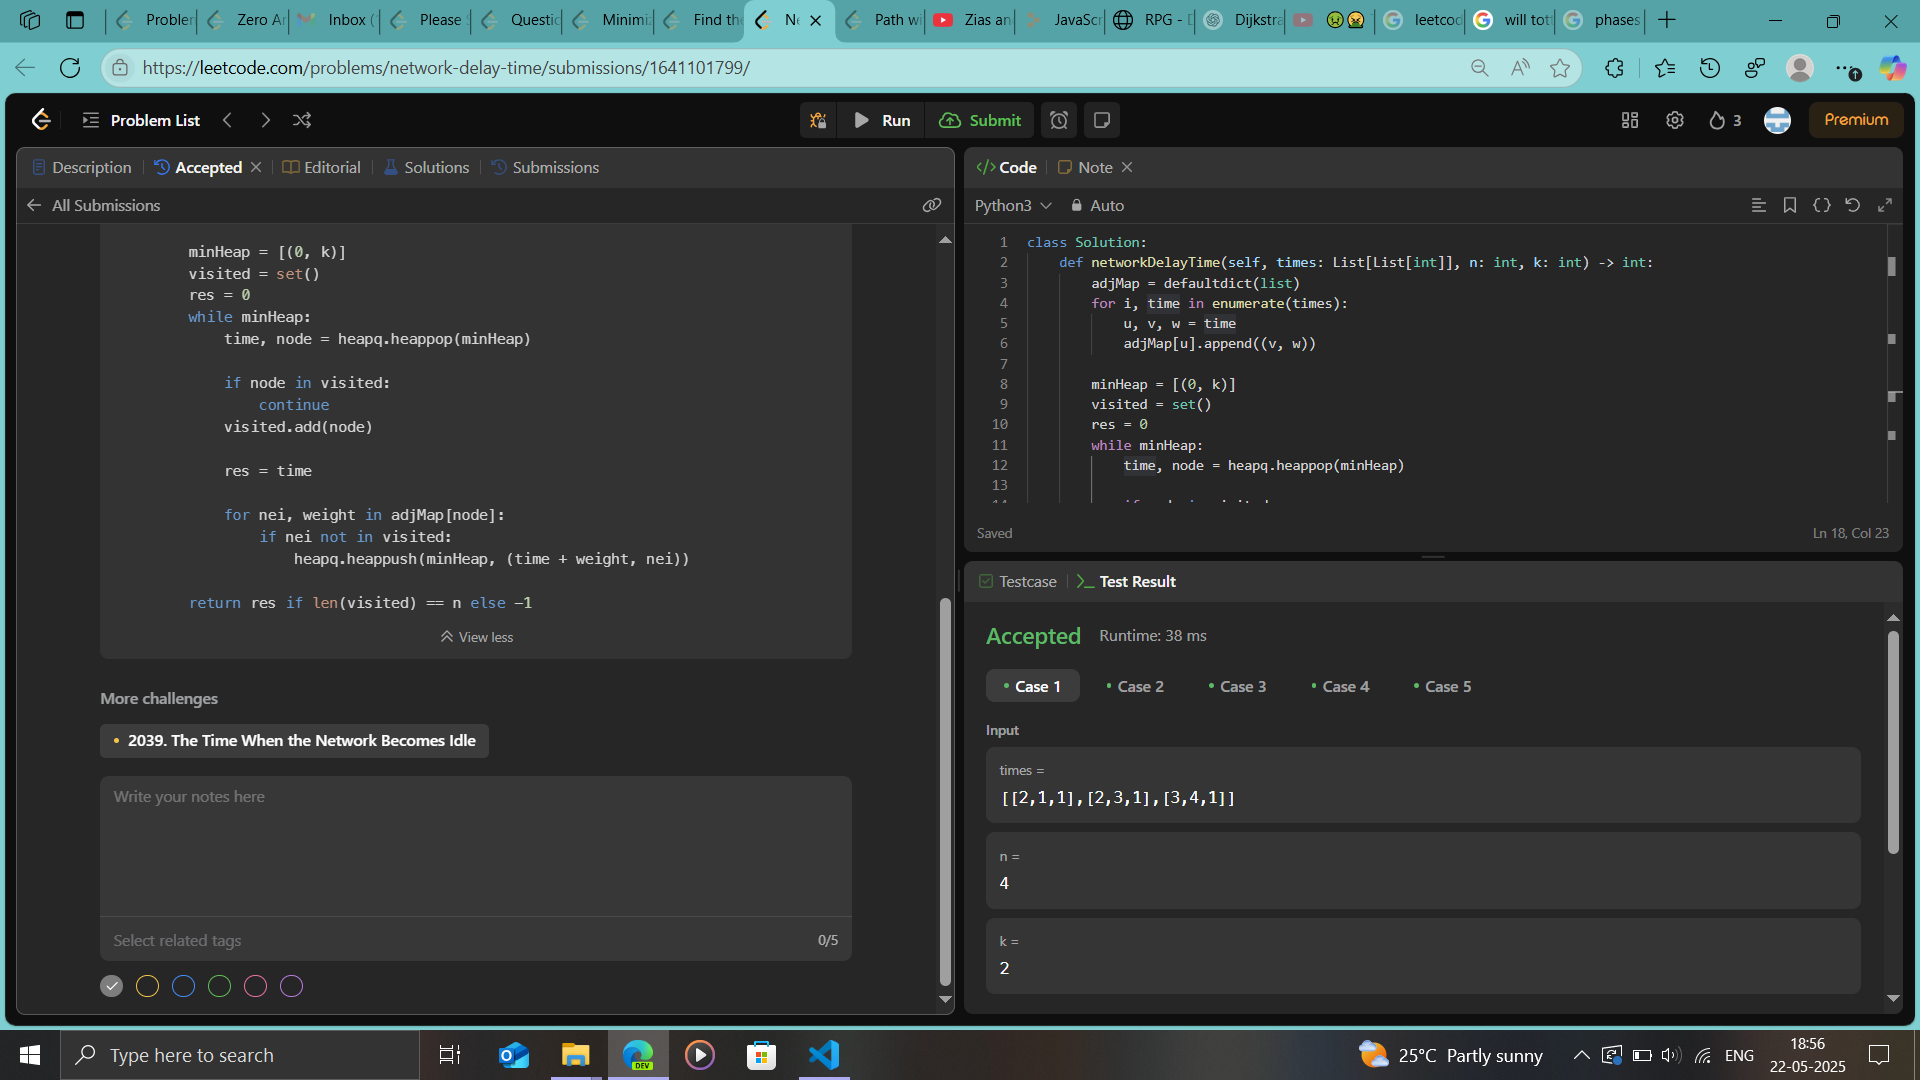 Problen
Zero Ar
Inbox (
Please S
Questic
Minimiz
Find the
Ne
Path wi
Zias an
JavaScr
RPG - D
Dijkstra
leetcod
will tott
phases
https://leetcode.com/problems/network-delay-time/submissions/1641101799/
Problem List
Run
Submit
3
Premium
Description
Accepted
Editorial
Solutions
Submissions
All Submissions
minHeap = [(0, k)]
visited = set()
res = 0
while minHeap:
time, node = heapq.heappop(minHeap)
if node in visited:
continue
visited.add(node)
res = time
for nei, weight in adjMap[node]:
if nei not in visited:
heapq.heappush(minHeap, (time + weight, nei))
return res if len(visited) == n else -1
View less
More challenges
2039. The Time When the Network Becomes Idle
Write your notes here
Select related tags
0/5
Code
Note
Python3
Auto
1 class Solution:
2 def networkDelayTime(self, times: List[List[int]], n: int, k: int) -> int:
3 adjMap = defaultdict(list)
4 for i, time in enumerate(times):
5 u, v, w = time
6 adjMap[u].append((v, w))
7
8 minHeap = [(0, k)]
9 visited = set()
10 res = 0
11 while minHeap:
12 time, node = heapq.heappop(minHeap)
13
Saved
Ln 18, Col 23
Testcase
Test Result
Accepted
Runtime: 38 ms
Case 1
Case 2
Case 3
Case 4
Case 5
Input
times =
[[2,1,1],[2,3,1],[3,4,1]]
n =
4
k =
2
Type here to search
DEV
25°C Partly sunny
ENG
18:56
22-05-2025